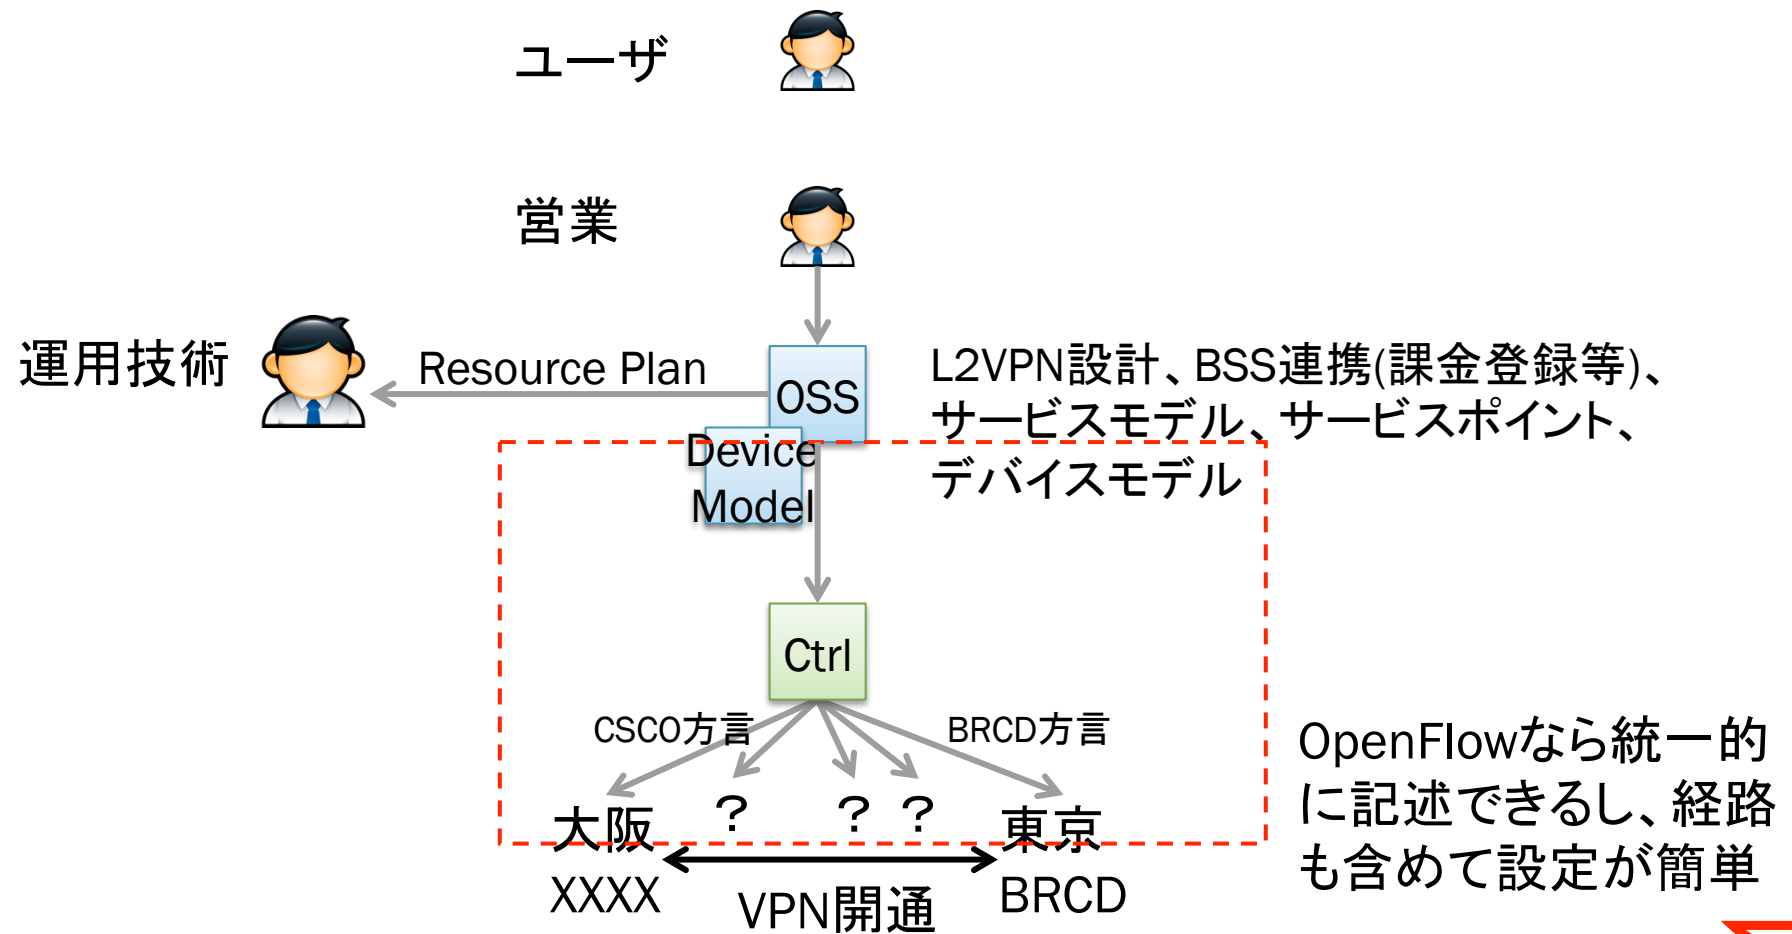 ユーザ
営業
運用技術
Resource Plan
OSS
L2VPN設計、BSS連携(課金登録等)、
サービスモデル、サービスポイント、
デバイスモデル
Device
Model
Ctrl
CSCO方言
BRCD方言
OpenFlowなら統一的
に記述できるし、経路
も含めて設定が簡単
大阪
？
？
？
東京
XXXX
VPN開通
BRCD